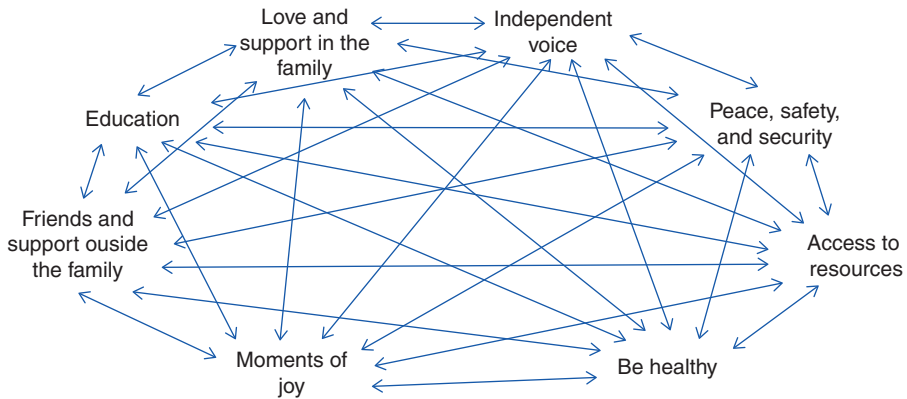 Love and
support in the
family
Independent
voice
Education
Peace, safety,
and security
Friends and
support ouside
the family
Access to
resources
Moments of
joy
Be healthy